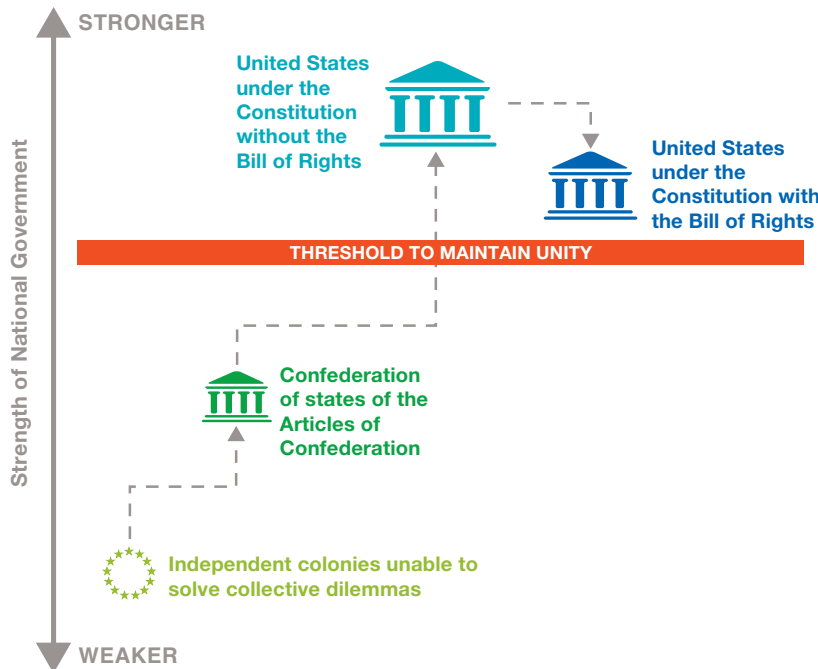 STRONGER
United States
under the
Constitution
without the
Bill of Rights
United States
under the
Constitution with
the Bill of Rights
THRESHOLD TO MAINTAIN UNITY
Strength of National Government
Confederation
of states of the
Articles of
Confederation
Independent colonies unable to
solve collective dilemmas
WEAKER